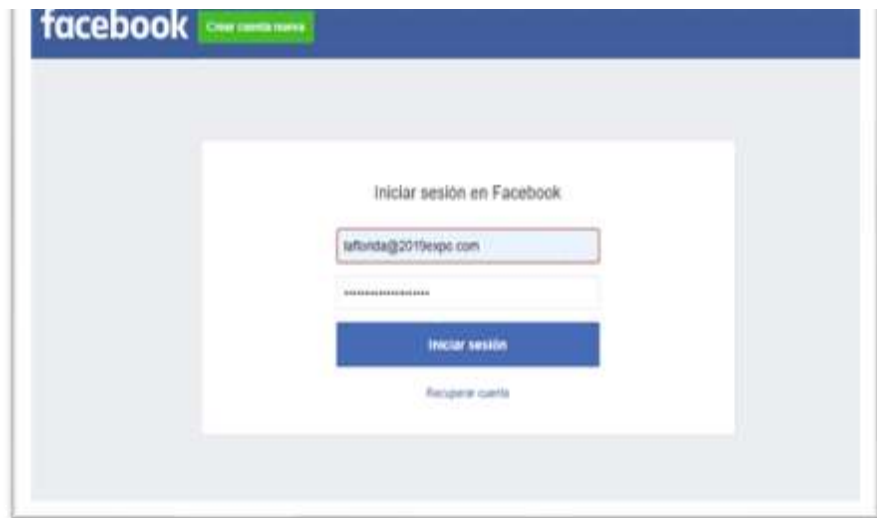 facebook Crear cuenta nueva
Iniciar sesión en Facebook
laflorida@2019expo.com
Iniciar sesión
Recuperar cuenta